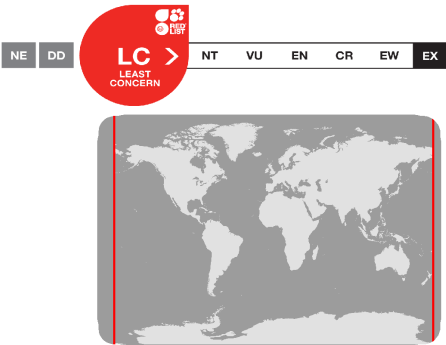 RED
LIST
NE DD LC > NT VU EN CR EW EX
LEAST
CONCERN